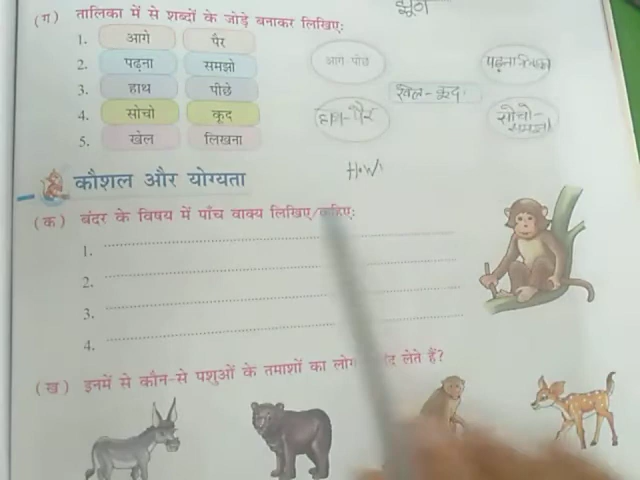 (ग) तालिका में से शब्दों के जोड़े बनाकर लिखिए:
1. आगे पैर
2. पढ़ना समझो
3. हाथ पीछे
4. सोचो कूद
5. खेल लिखना
आगे पीछे
पढ़ना लिखना
खेल-कूद
हाथ-पैर
सोचो-
समझो
कौशल और योग्यता
(क) बंदर के विषय में पाँच वाक्य लिखिए/कहिए:
1.
2.
3.
4.
(ख) इनमें से कौन-से पशुओं के तमाशों का लोग लेते हैं?